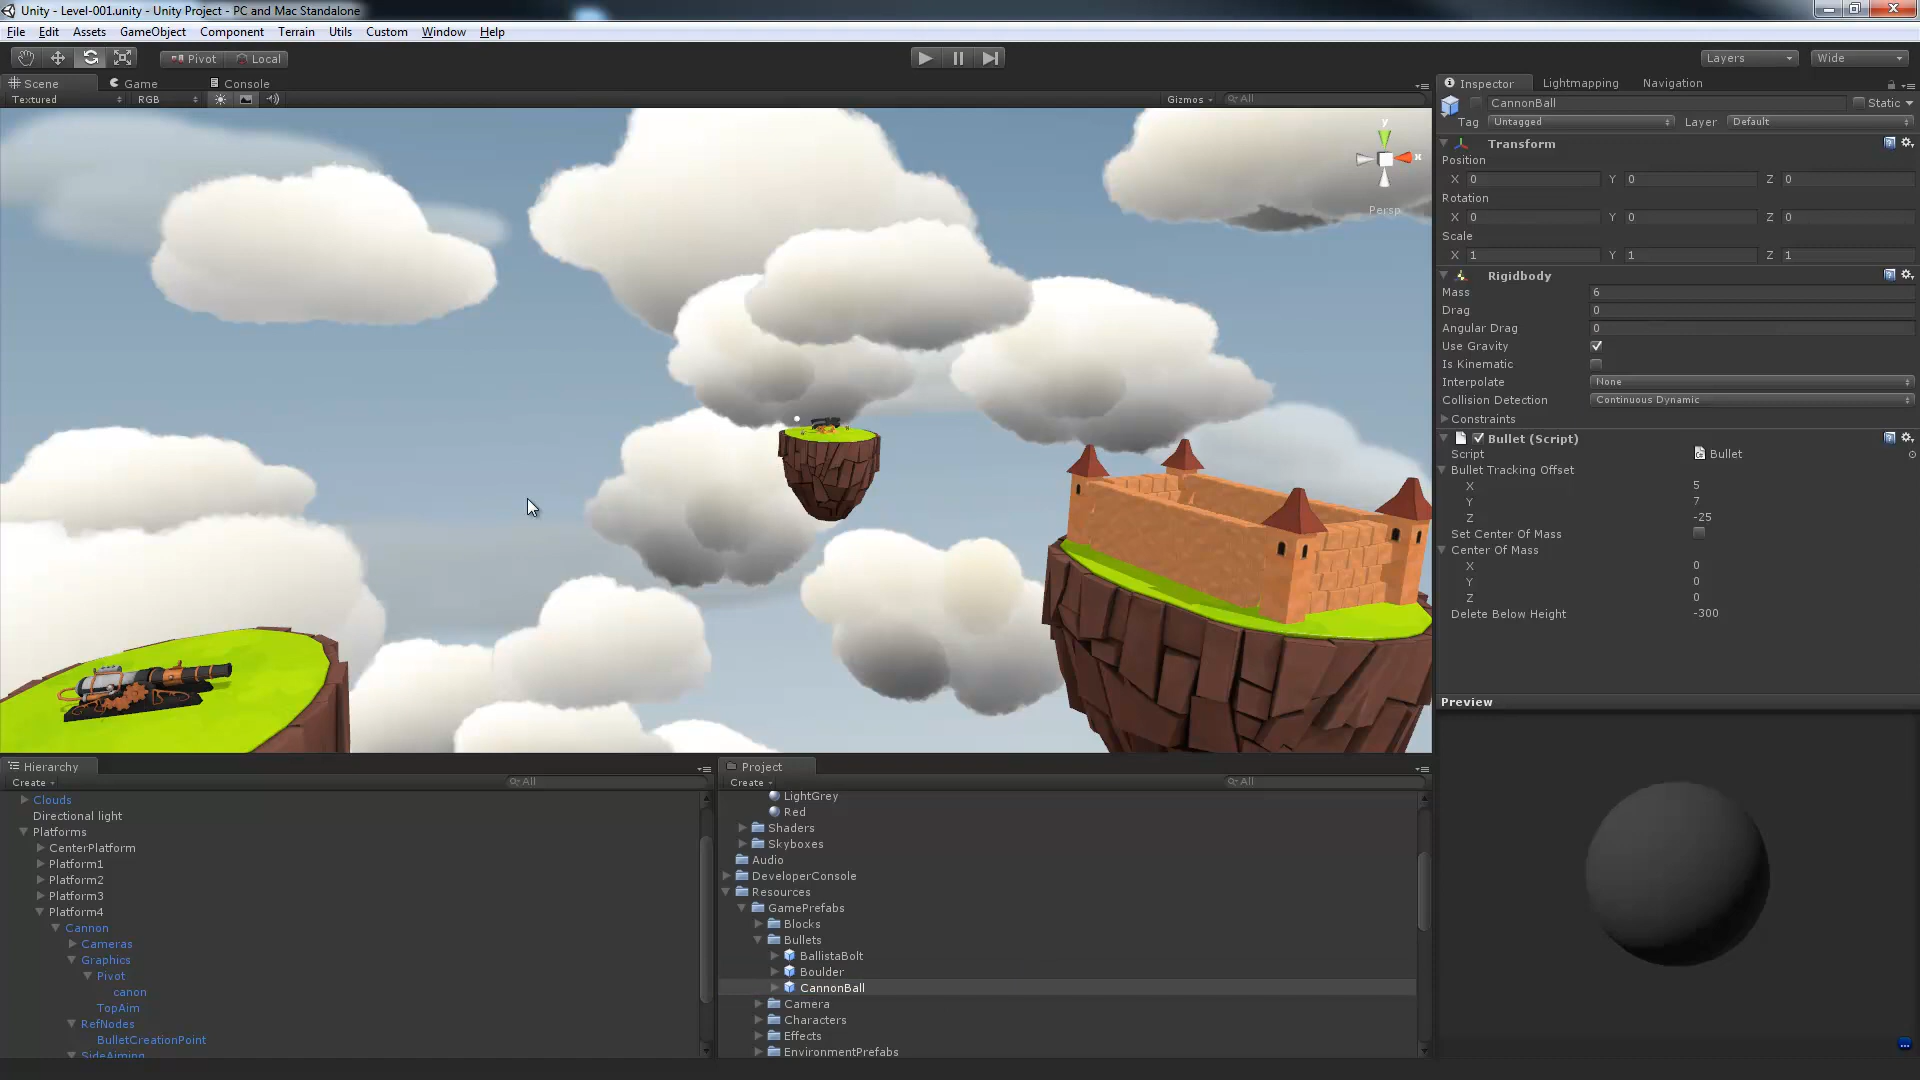 Unity - Level-001.unity - Unity Project - PC and Mac Standalone
File Edit Assets GameObject Component Terrain Utils Custom Window Help
Pivot Local Layers Wide
Scene Game Console
Textured RGB Gizmos All
y
x
Persp
Inspector Lightmapping Navigation
CannonBall Static
Tag Untagged Layer Default
Transform
Position
X 0 Y 0 Z 0
Rotation
X 0 Y 0 Z 0
Scale
X 1 Y 1 Z 1
Rigidbody
Mass 6
Drag 0
Angular Drag 0
Use Gravity
Is Kinematic
Interpolate None
Collision Detection Continuous Dynamic
Constraints
Bullet (Script)
Script Bullet
Bullet Tracking Offset
X 5
Y 7
Z -25
Set Center Of Mass
Center Of Mass
X 0
Y 0
Z 0
Delete Below Height -300
Preview
Hierarchy
Create All
Clouds
Directional light
Platforms
CenterPlatform
Platform1
Platform2
Platform3
Platform4
Cannon
Cameras
Graphics
Pivot
canon
TopAim
RefNodes
BulletCreationPoint
SideAiming
Project
Create All
LightGrey
Red
Shaders
Skyboxes
Audio
DeveloperConsole
Resources
GamePrefabs
Blocks
Bullets
BallistaBolt
Boulder
CannonBall
Camera
Characters
Effects
EnvironmentPrefabs